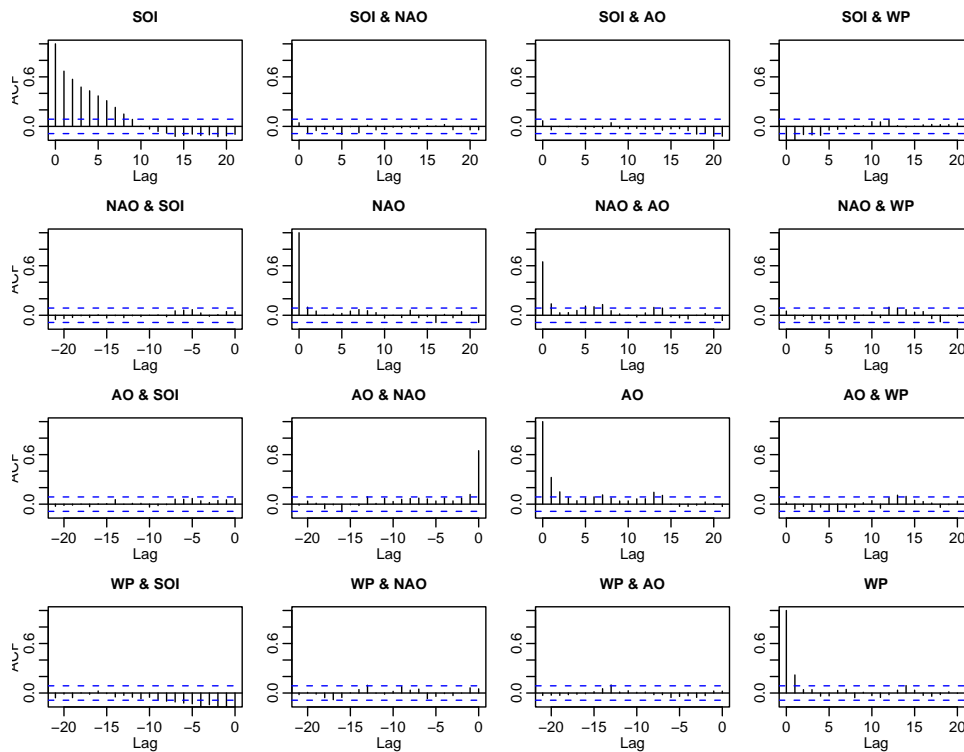 SOI SOI & NAO SOI & AO SOI & WP
ACF 0.0 0.6 0.0 0.6 0.0 0.6 0.0 0.6
0 5 10 15 20 0 5 10 15 20 0 5 10 15 20 0 5 10 15 20
Lag Lag Lag Lag
NAO & SOI NAO NAO & AO NAO & WP
ACF 0.0 0.6 0.0 0.6 0.0 0.6 0.0 0.6
−20 −15 −10 −5 0 0 5 10 15 20 0 5 10 15 20 0 5 10 15 20
Lag Lag Lag Lag
AO & SOI AO & NAO AO AO & WP
ACF 0.0 0.6 0.0 0.6 0.0 0.6 0.0 0.6
−20 −15 −10 −5 0 −20 −15 −10 −5 0 0 5 10 15 20 0 5 10 15 20
Lag Lag Lag Lag
WP & SOI WP & NAO WP & AO WP
ACF 0.0 0.6 0.0 0.6 0.0 0.6 0.0 0.6
−20 −15 −10 −5 0 −20 −15 −10 −5 0 −20 −15 −10 −5 0 0 5 10 15 20
Lag Lag Lag Lag